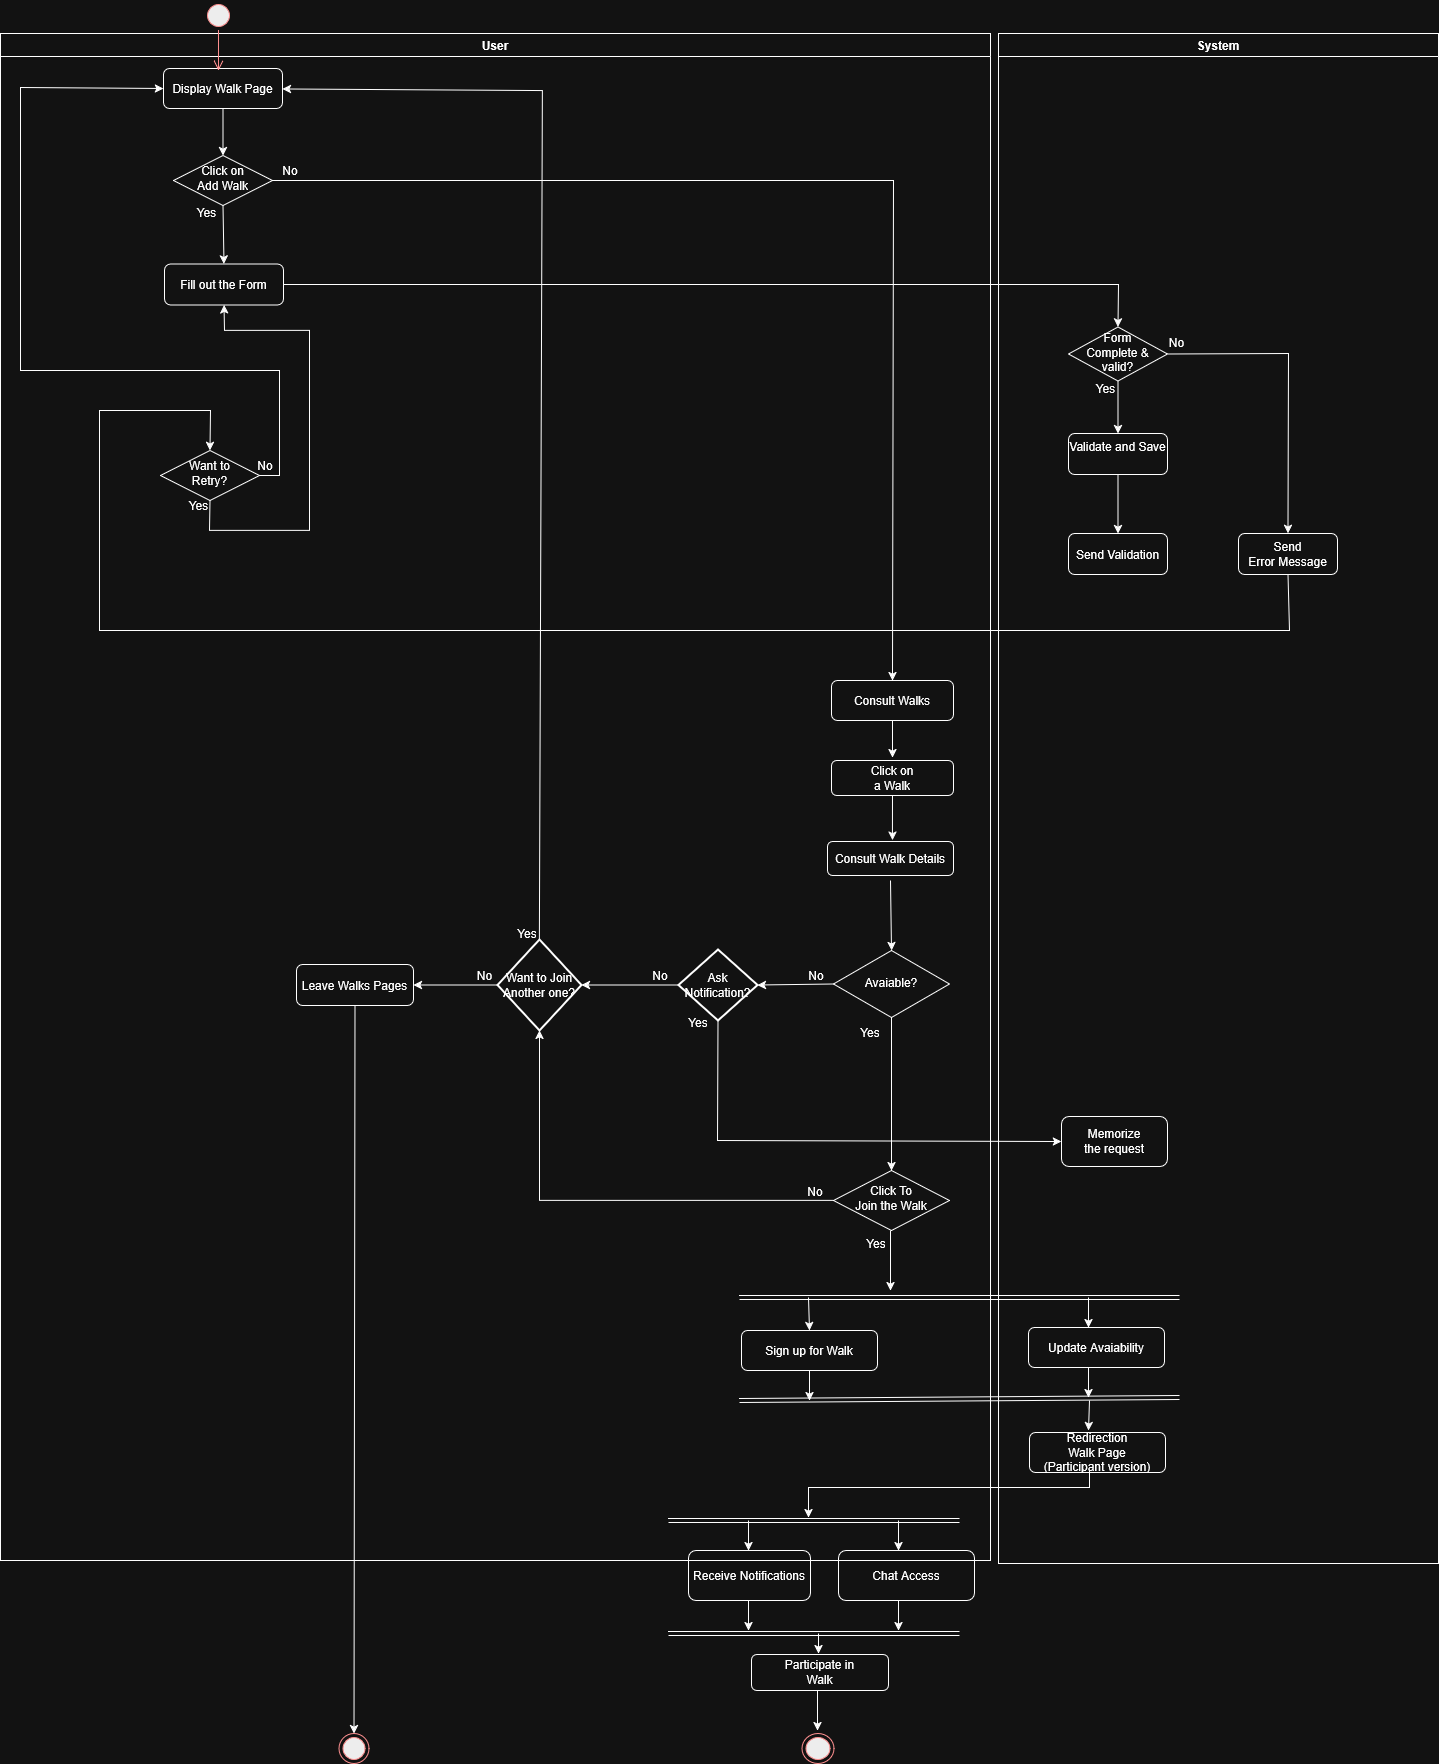 User
System
Display Walk Page
Click on
Add Walk
No
Yes
Fill out the Form
Form
Complete &
valid?
No
Yes
Validate and Save
Want to
Retry?
No
Yes
Send Validation
Send
Error Message
Consult Walks
Click on
a Walk
Consult Walk Details
Yes
Leave Walks Pages
No
Want to Join
Another one?
No
Ask
Notification?
Yes
No
Avaiable?
Yes
Memorize
the request
No
Click To
Join the Walk
Yes
Sign up for Walk
Update Avaiability
Redirection
Walk Page
(Participant version)
Receive Notifications
Chat Access
Participate in
Walk